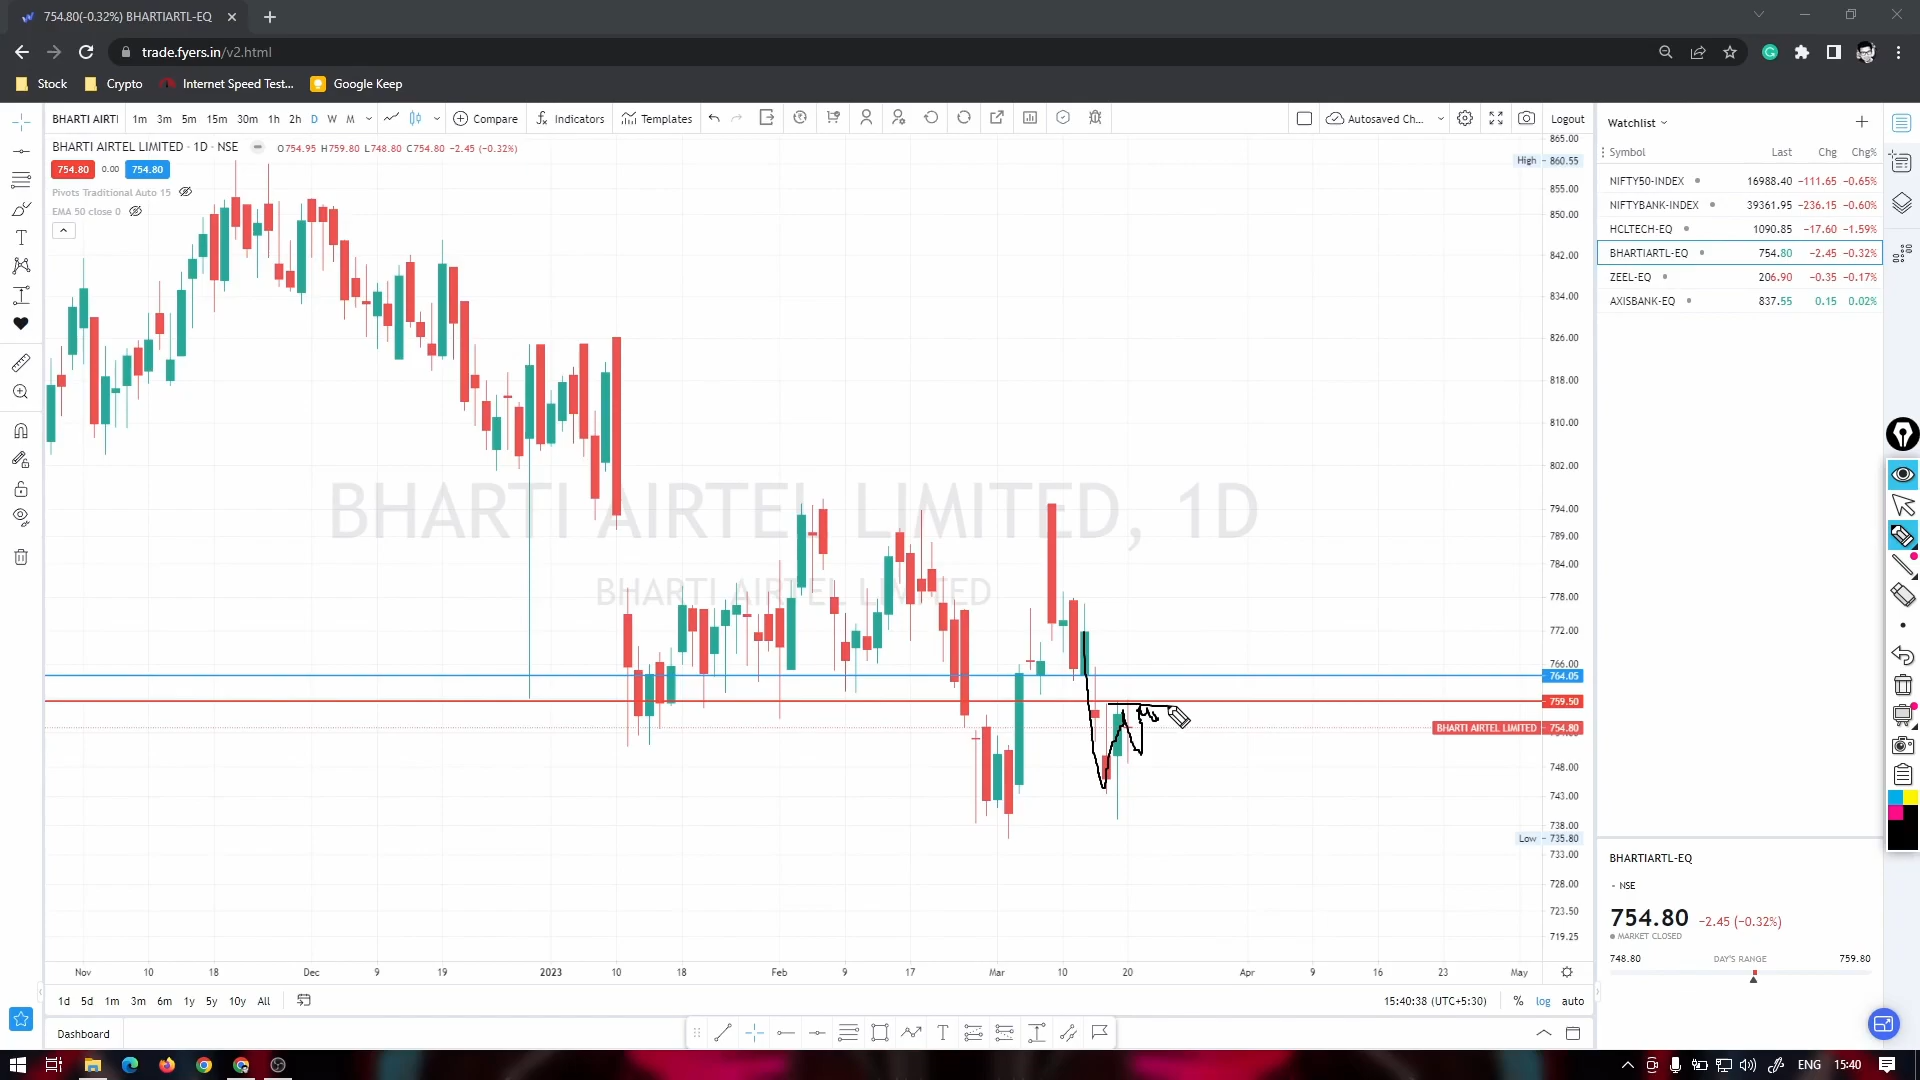 754.80(-0.32%) BHARTIARTL-EQ
trade.fyers.in/v2.html
Stock Crypto Internet Speed Test... Google Keep
BHARTI AIRTI 1m 3m 5m 15m 30m 1h 2h D W M Compare Indicators Templates Autosaved Ch... Logout
BHARTI AIRTEL LIMITED · 1D · NSE O754.95 H759.80 L748.80 C754.80 −2.45 (−0.32%)
754.80 0.00 754.80
Pivots Traditional Auto 15
EMA 50 close 0
BHARTI AIRTEL LIMITED, 1D
BHARTI AIRTEL LIMITED
865.00
High 860.55
855.00
850.00
842.00
834.00
826.00
818.00
810.00
802.00
794.00
789.00
784.00
778.00
772.00
766.00
764.05
759.50
BHARTI AIRTEL LIMITED 754.80
748.00
743.00
738.00
Low 735.80
733.00
728.00
723.50
719.25
Nov 10 18 Dec 9 19 2023 10 18 Feb 9 17 Mar 10 20 Apr 9 16 23 May
1d 5d 1m 3m 6m 1y 5y 10y All 15:40:38 (UTC+5:30) % log auto
Dashboard
Watchlist
Symbol Last Chg Chg%
NIFTY50-INDEX 16988.40 −111.65 −0.65%
NIFTYBANK-INDEX 39361.95 −236.15 −0.60%
HCLTECH-EQ 1090.85 −17.60 −1.59%
BHARTIARTL-EQ 754.80 −2.45 −0.32%
ZEEL-EQ 206.90 −0.35 −0.17%
AXISBANK-EQ 837.55 0.15 0.02%
BHARTIARTL-EQ
- NSE
754.80 −2.45 (−0.32%)
MARKET CLOSED
748.80 DAY'S RANGE 759.80
ENG 15:40